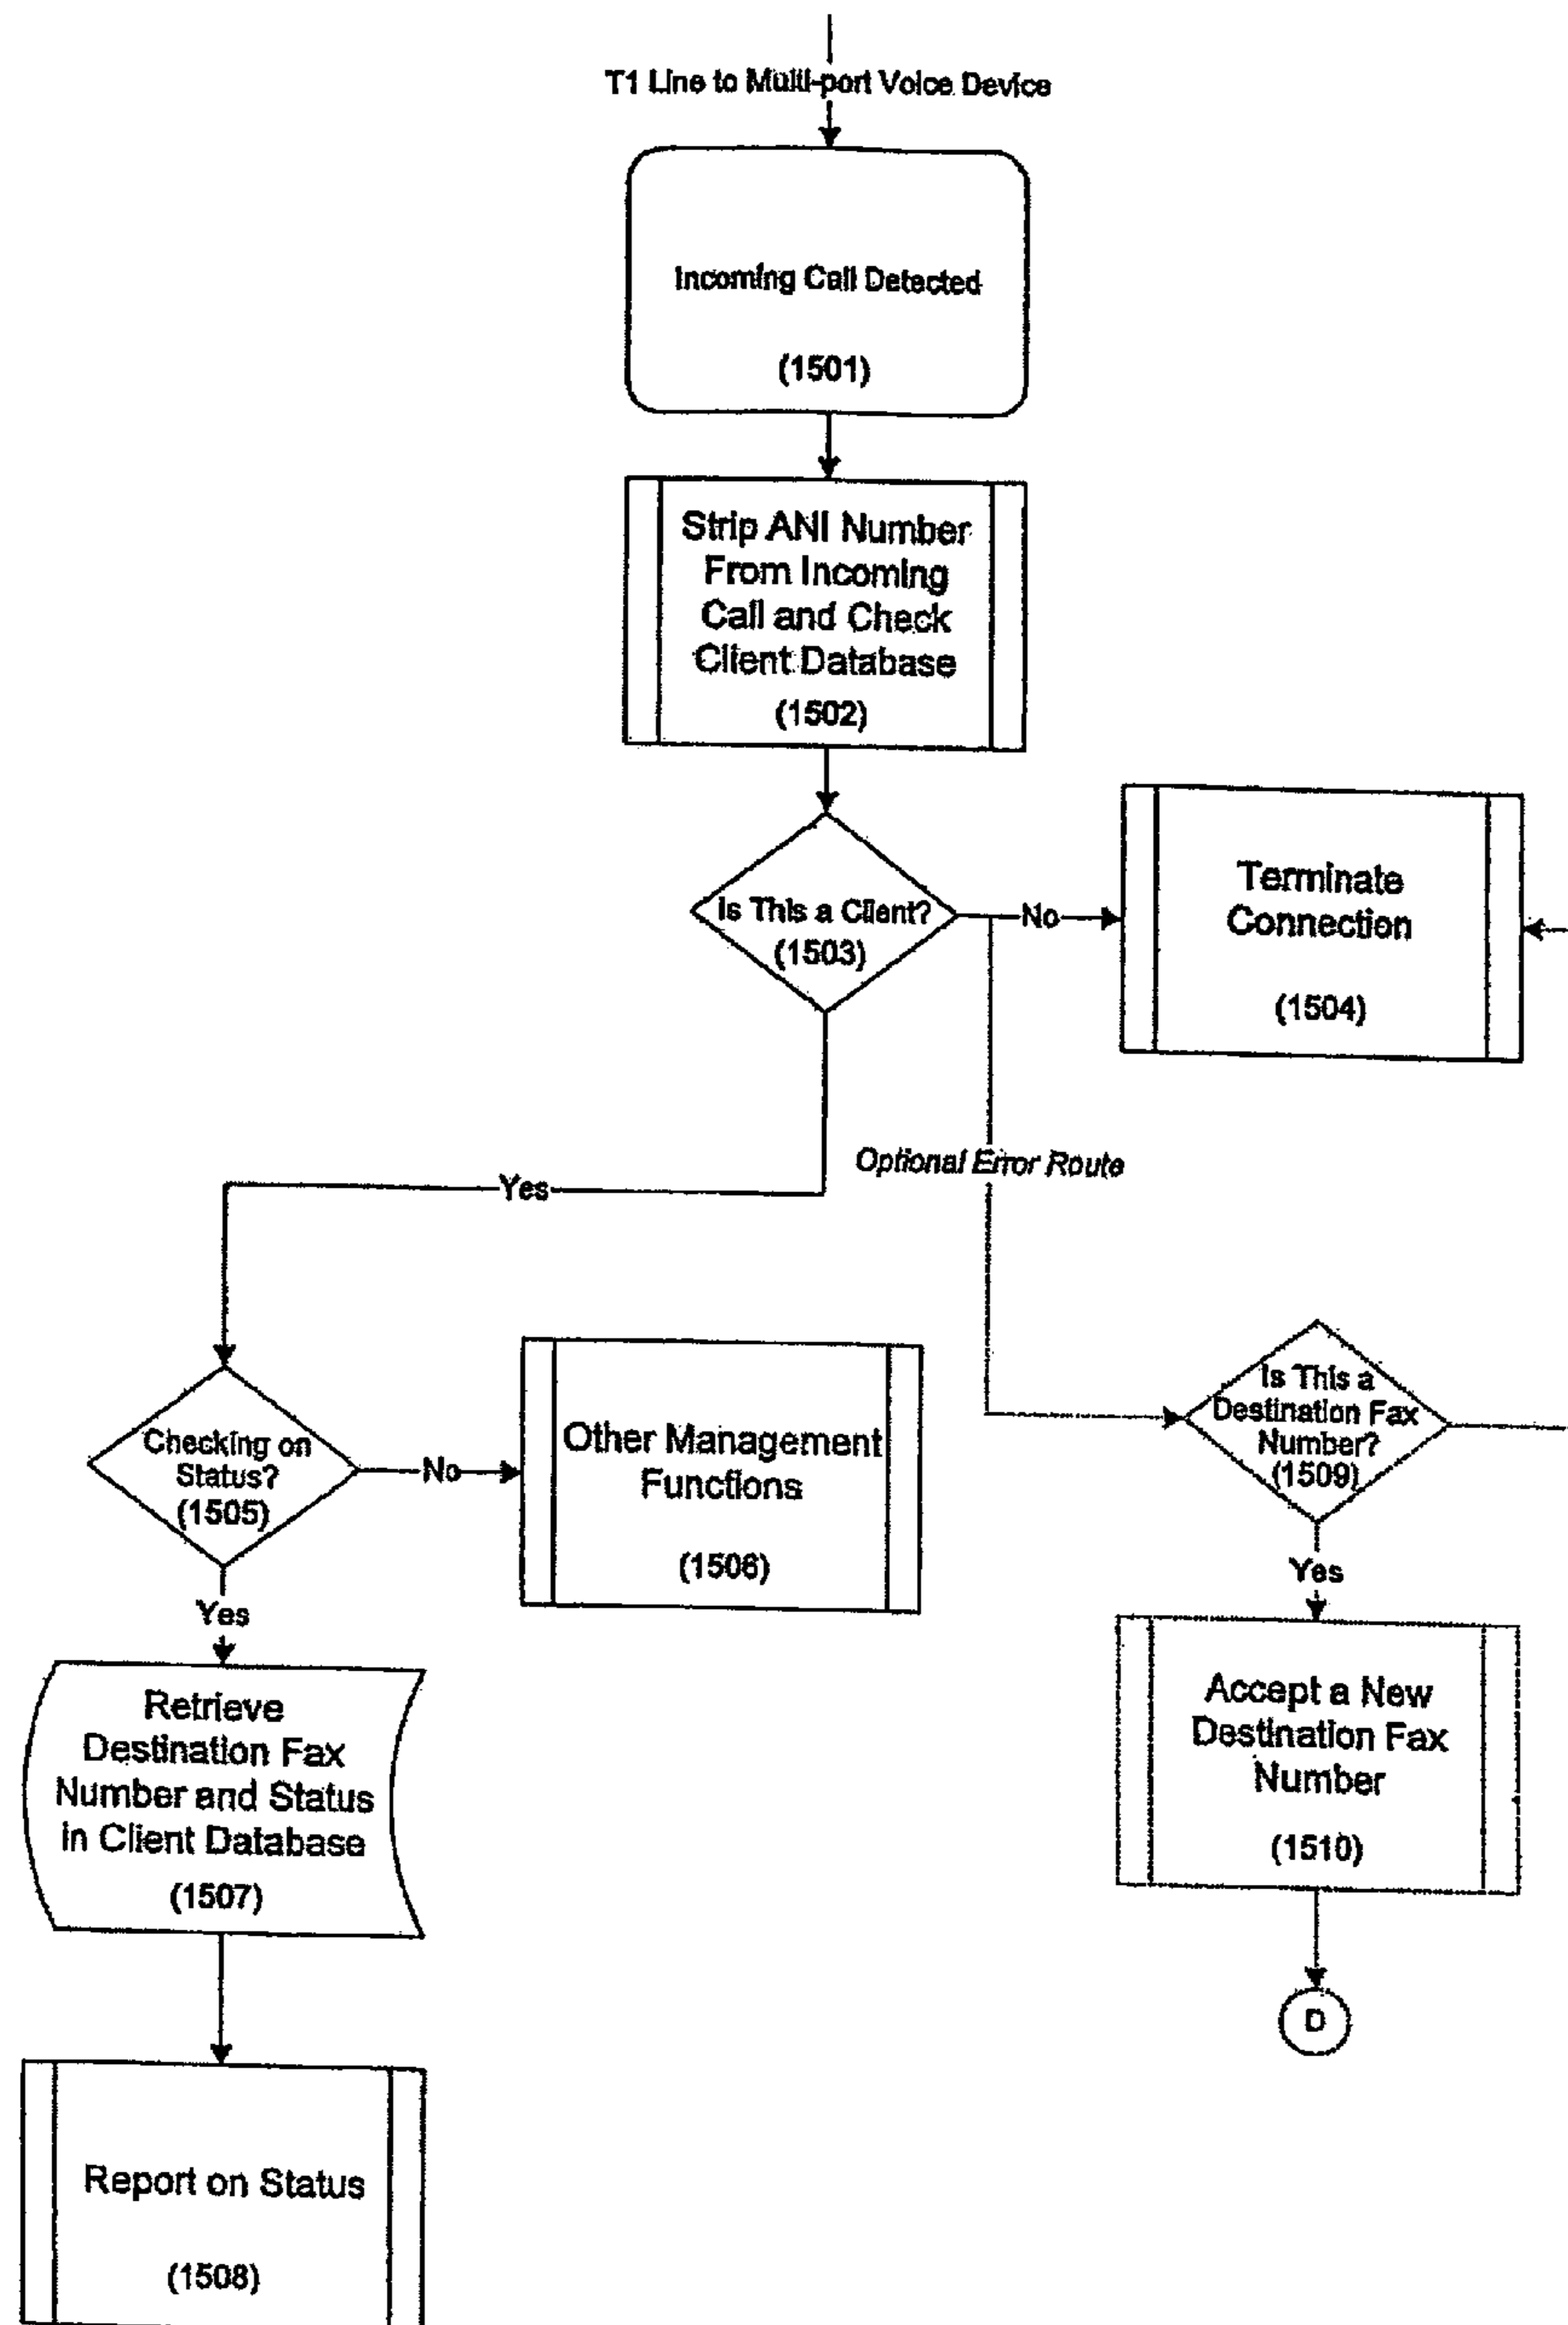 T1 Line to Multi-port Voice Device
Incoming Call Detected
(1501)
Strip ANI Number
From Incoming
Call and Check
Client Database
(1502)
Is This a Client?
(1503)
No
Terminate
Connection
(1504)
Optional Error Route
Yes
Checking on
Status?
(1505)
No
Other Management
Functions
(1506)
Is This a
Destination Fax
Number?
(1509)
Yes
Yes
Retrieve
Destination Fax
Number and Status
in Client Database
(1507)
Accept a New
Destination Fax
Number
(1510)
D
Report on Status
(1508)